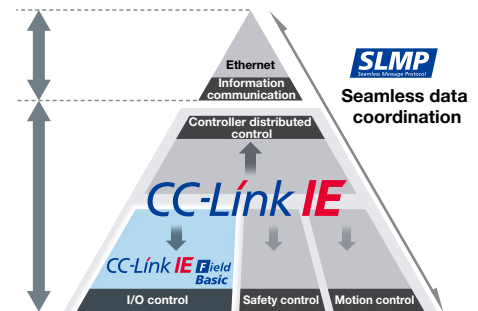 Ethernet
Information
communication
SLMP
Seamless Message Protocol
Seamless data
coordination
Controller distributed
control
CC-Link IE
CC-Link IE Field
Basic
I/O control
Safety control
Motion control